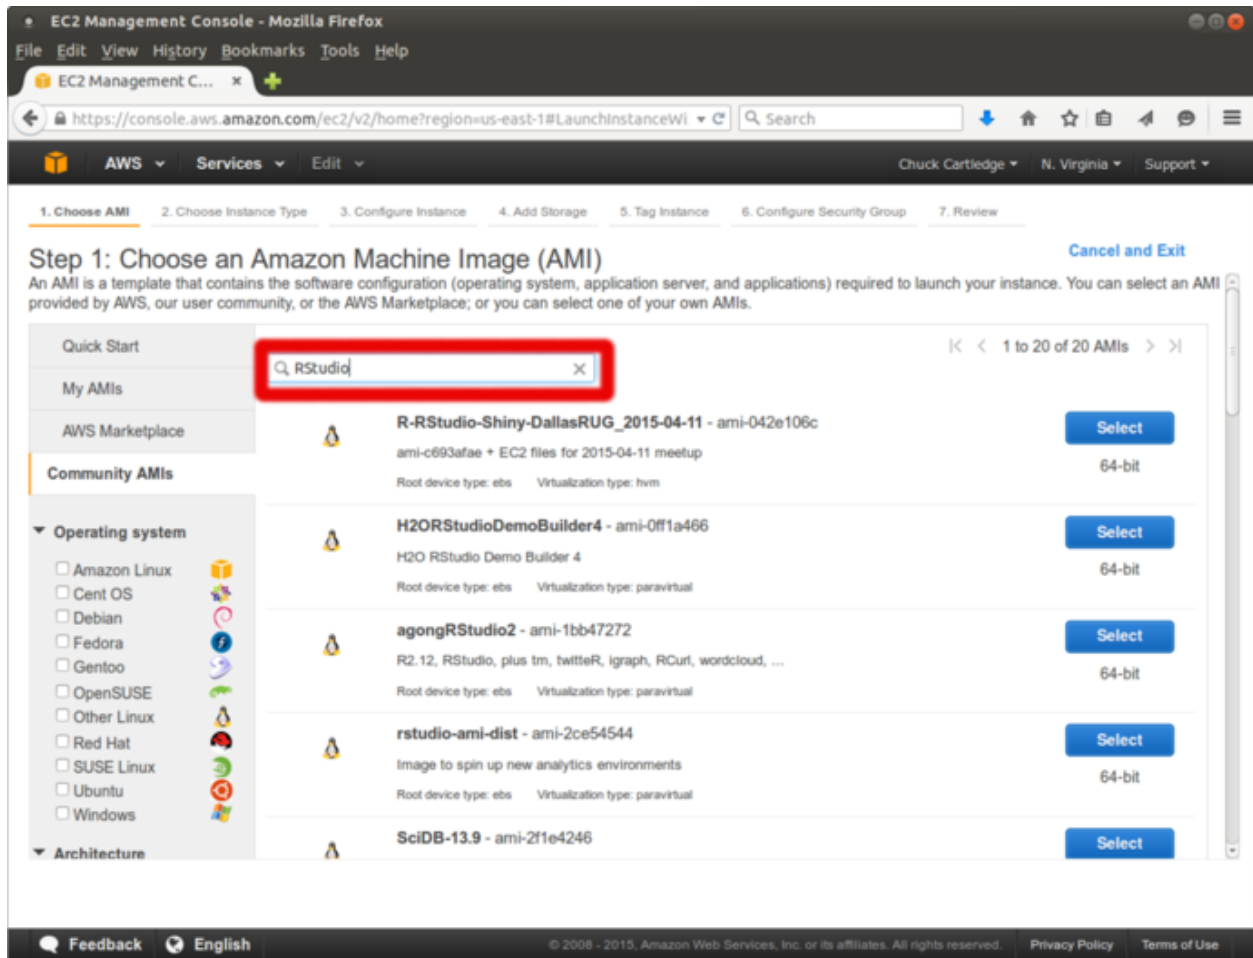 EC2 Management Console - Mozilla Firefox
File Edit View History Bookmarks Tools Help
EC2 Management C... ×
https://console.aws.amazon.com/ec2/v2/home?region=us-east-1#LaunchInstanceWi Search
AWS Services Edit Chuck Cartledge N. Virginia Support
1. Choose AMI 2. Choose Instance Type 3. Configure Instance 4. Add Storage 5. Tag Instance 6. Configure Security Group 7. Review
Step 1: Choose an Amazon Machine Image (AMI)
Cancel and Exit
An AMI is a template that contains the software configuration (operating system, application server, and applications) required to launch your instance. You can select an AMI
provided by AWS, our user community, or the AWS Marketplace; or you can select one of your own AMIs.
Quick Start
My AMIs
AWS Marketplace
Community AMIs
Operating system
Amazon Linux
Cent OS
Debian
Fedora
Gentoo
OpenSUSE
Other Linux
Red Hat
SUSE Linux
Ubuntu
Windows
Architecture
RStudio
1 to 20 of 20 AMIs
R-RStudio-Shiny-DallasRUG_2015-04-11 - ami-042e106c
Select
ami-c693afae + EC2 files for 2015-04-11 meetup
64-bit
Root device type: ebs Virtualization type: hvm
H2ORStudioDemoBuilder4 - ami-0ff1a466
Select
H2O RStudio Demo Builder 4
64-bit
Root device type: ebs Virtualization type: paravirtual
agongRStudio2 - ami-1bb47272
Select
R2.12, RStudio, plus tm, twitteR, igraph, RCurl, wordcloud, ...
64-bit
Root device type: ebs Virtualization type: paravirtual
rstudio-ami-dist - ami-2ce54544
Select
Image to spin up new analytics environments
64-bit
Root device type: ebs Virtualization type: paravirtual
SciDB-13.9 - ami-2f1e4246
Select
Feedback English © 2008 - 2015, Amazon Web Services, Inc. or its affiliates. All rights reserved. Privacy Policy Terms of Use